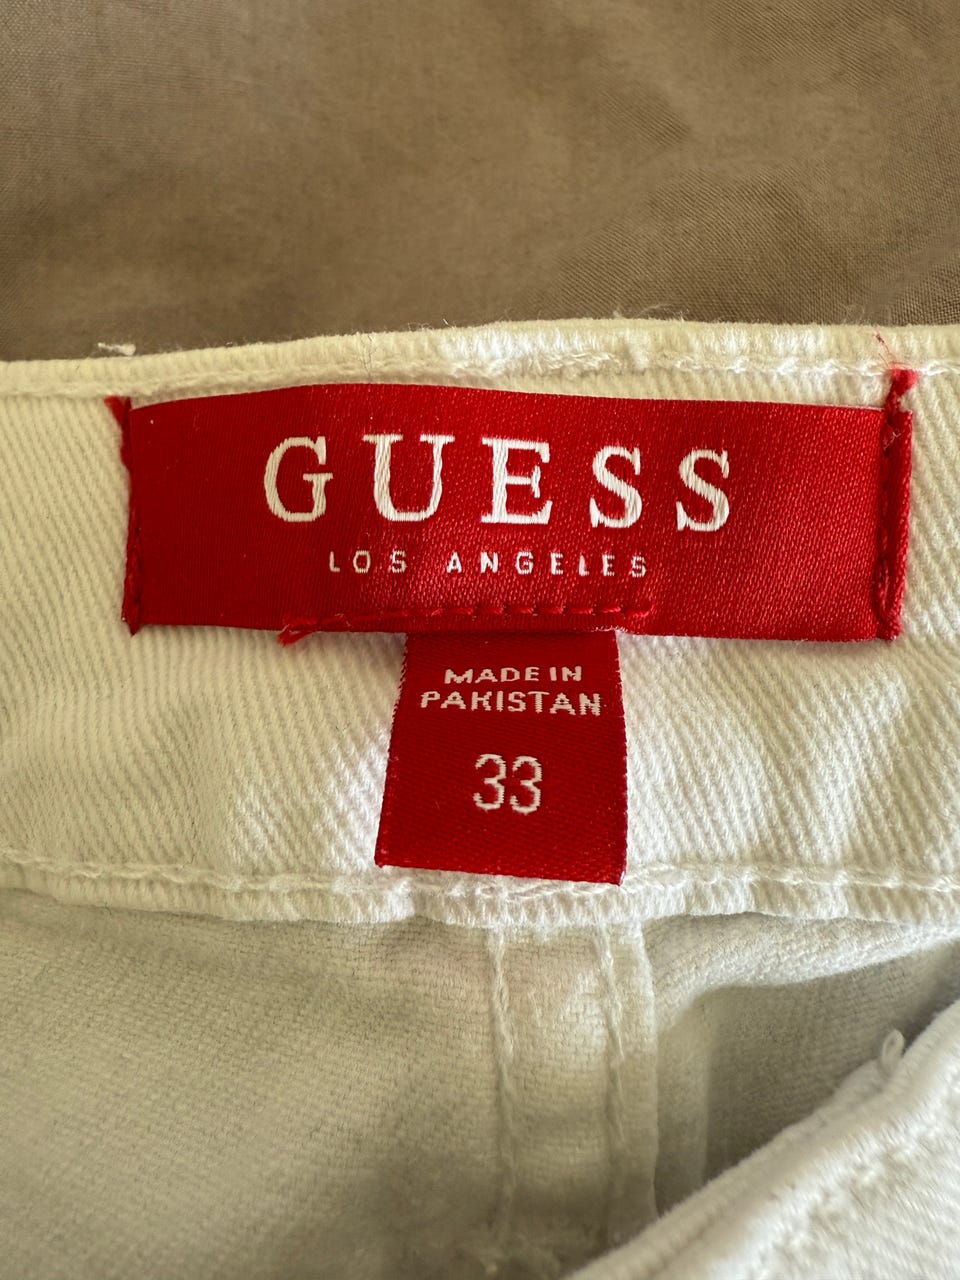 GUESS
LOS ANGELES
MADE IN
PAKISTAN
33